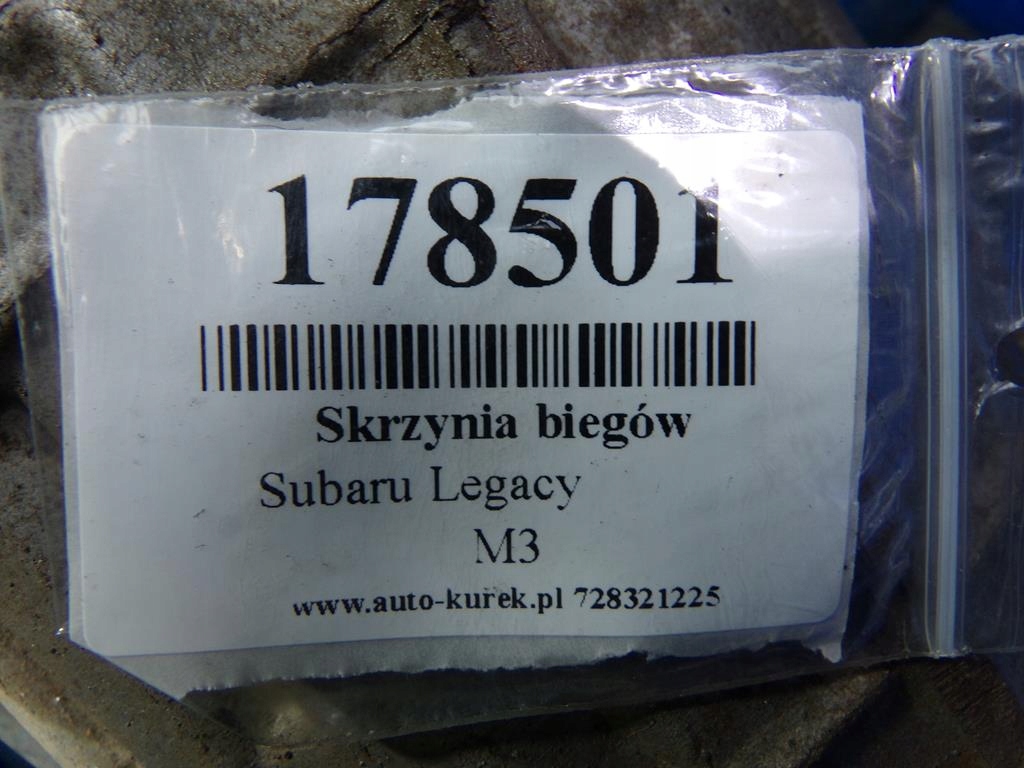 178501
Skrzynia biegów
Subaru Legacy
M3
www.auto-kurek.pl 728321225